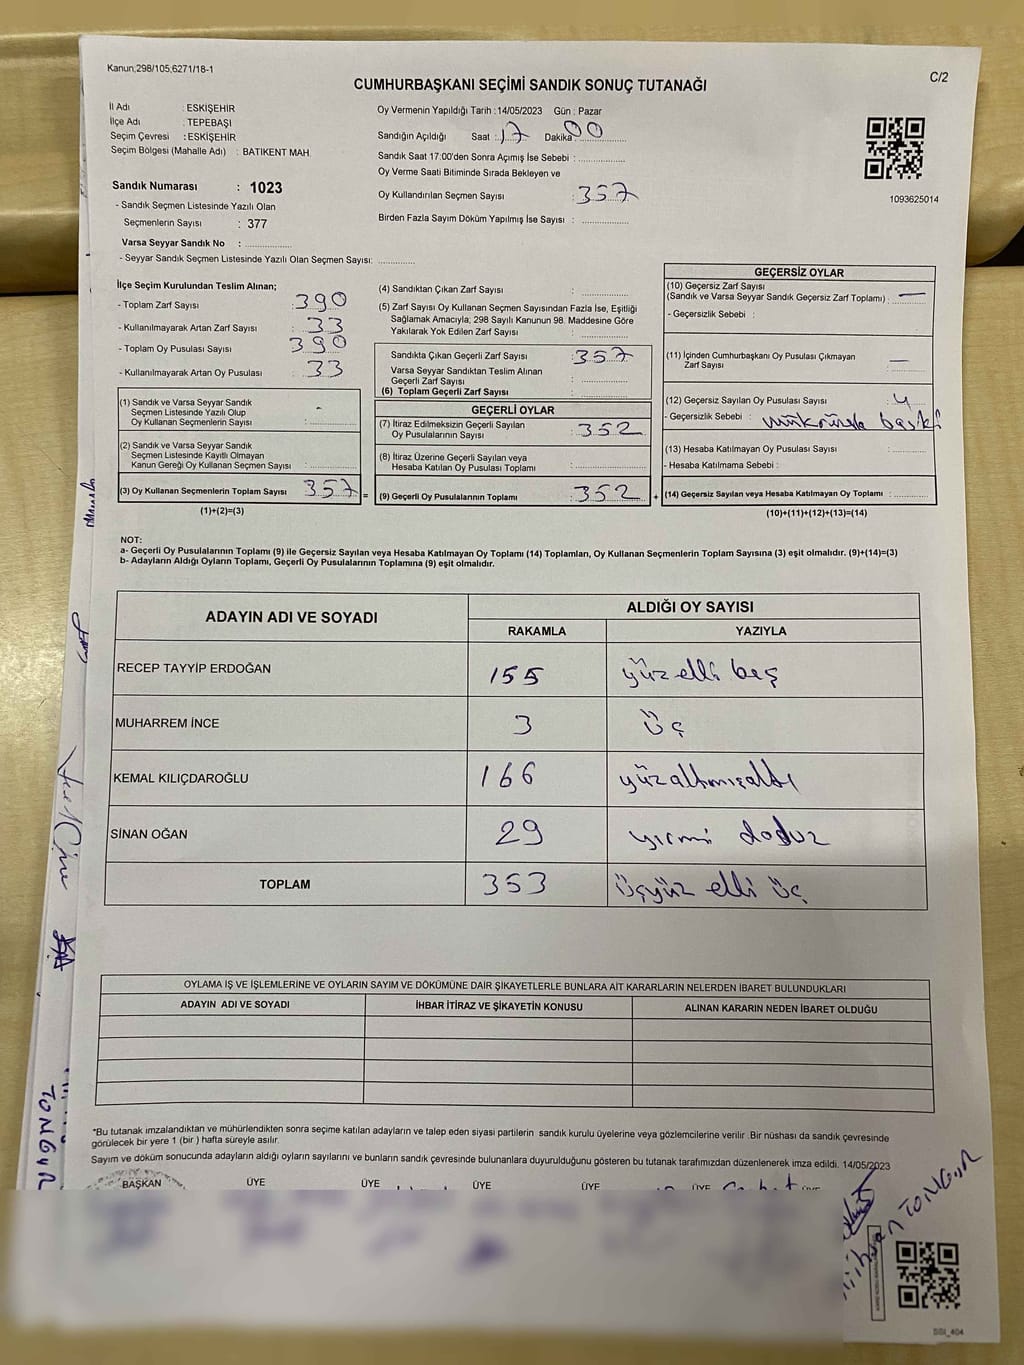 Kanun;298/105;6271/18-1
C/2
CUMHURBAŞKANI SEÇİMİ SANDIK SONUÇ TUTANAĞI
İl Adı : ESKİŞEHİR
İlçe Adı : TEPEBAŞI
Seçim Çevresi : ESKİŞEHİR
Seçim Bölgesi (Mahalle Adı) : BATIKENT MAH.
Oy Vermenin Yapıldığı Tarih :14/05/2023 Gün : Pazar
Sandığın Açıldığı Saat : 17 Dakika 00
Sandık Saat 17:00'den Sonra Açımış İse Sebebi :
Oy Verme Saati Bitiminde Sırada Bekleyen ve
Oy Kullandırılan Seçmen Sayısı : 357
Birden Fazla Sayım Döküm Yapılmış İse Sayısı :
1093625014
Sandık Numarası : 1023
- Sandık Seçmen Listesinde Yazılı Olan
Seçmenlerin Sayısı : 377
Varsa Seyyar Sandık No :
- Seyyar Sandık Seçmen Listesinde Yazılı Olan Seçmen Sayısı:
İlçe Seçim Kurulundan Teslim Alınan;
- Toplam Zarf Sayısı : 390
- Kullanılmayarak Artan Zarf Sayısı : 33
- Toplam Oy Pusulası Sayısı : 390
- Kullanılmayarak Artan Oy Pusulası : 33
(1) Sandık ve Varsa Seyyar Sandık
Seçmen Listesinde Yazılı Olup
Oy Kullanan Seçmenlerin Sayısı : -
(2) Sandık ve Varsa Seyyar Sandık
Seçmen Listesinde Kayıtlı Olmayan
Kanun Gereği Oy Kullanan Seçmen Sayısı :
(3) Oy Kullanan Seçmenlerin Toplam Sayısı 357 =
(1)+(2)=(3)
(4) Sandıktan Çıkan Zarf Sayısı :
(5) Zarf Sayısı Oy Kullanan Seçmen Sayısından Fazla İse, Eşitliği
Sağlamak Amacıyla; 298 Sayılı Kanunun 98. Maddesine Göre
Yakılarak Yok Edilen Zarf Sayısı :
Sandıkta Çıkan Geçerli Zarf Sayısı : 357
Varsa Seyyar Sandıktan Teslim Alınan
Geçerli Zarf Sayısı :
(6) Toplam Geçerli Zarf Sayısı :
GEÇERLİ OYLAR
(7) İtiraz Edilmeksizin Geçerli Sayılan
Oy Pusulalarının Sayısı : 352
(8) İtiraz Üzerine Geçerli Sayılan veya
Hesaba Katılan Oy Pusulası Toplamı :
(9) Geçerli Oy Pusulalarının Toplamı : 352 +
GEÇERSİZ OYLAR
(10) Geçersiz Zarf Sayısı
(Sandık ve Varsa Seyyar Sandık Geçersiz Zarf Toplamı) : —
- Geçersizlik Sebebi :
(11) İçinden Cumhurbaşkanı Oy Pusulası Çıkmayan
Zarf Sayısı : —
(12) Geçersiz Sayılan Oy Pusulası Sayısı : 4
- Geçersizlik Sebebi :
(13) Hesaba Katılmayan Oy Pusulası Sayısı :
- Hesaba Katılmama Sebebi :
(14) Geçersiz Sayılan veya Hesaba Katılmayan Oy Toplamı :
(10)+(11)+(12)+(13)=(14)
NOT:
a- Geçerli Oy Pusulalarının Toplamı (9) ile Geçersiz Sayılan veya Hesaba Katılmayan Oy Toplamı (14) Toplamları, Oy Kullanan Seçmenlerin Toplam Sayısına (3) eşit olmalıdır. (9)+(14)=(3)
b- Adayların Aldığı Oyların Toplamı, Geçerli Oy Pusulalarının Toplamına (9) eşit olmalıdır.
ADAYIN ADI VE SOYADI
ALDIĞI OY SAYISI
RAKAMLA YAZIYLA
RECEP TAYYİP ERDOĞAN 155 yüz elli beş
MUHARREM İNCE 3 üç
KEMAL KILIÇDAROĞLU 166 yüzaltmışaltı
SİNAN OĞAN 29 yirmi dokuz
TOPLAM 353 üçyüz elli üç
OYLAMA İŞ VE İŞLEMLERİNE VE OYLARIN SAYIM VE DÖKÜMÜNE DAİR ŞİKAYETLERLE BUNLARA AİT KARARLARIN NELERDEN İBARET BULUNDUKLARI
ADAYIN ADI VE SOYADI İHBAR İTİRAZ VE ŞİKAYETİN KONUSU ALINAN KARARIN NEDEN İBARET OLDUĞU
*Bu tutanak imzalandıktan ve mühürlendikten sonra seçime katılan adayların ve talep eden siyasi partilerin sandık kurulu üyelerine veya gözlemcilerine verilir .Bir nüshası da sandık çevresinde
görülecek bir yere 1 (bir ) hafta süreyle asılır.
Sayım ve döküm sonucunda adayların aldığı oyların sayılarını ve bunların sandık çevresinde bulunanlara duyurulduğunu gösteren bu tutanak tarafımızdan düzenlenerek imza edildi. 14/05/2023
BAŞKAN ÜYE ÜYE ÜYE ÜYE ÜYE ÜYE
TONGUR
TONGUR
SSI_404